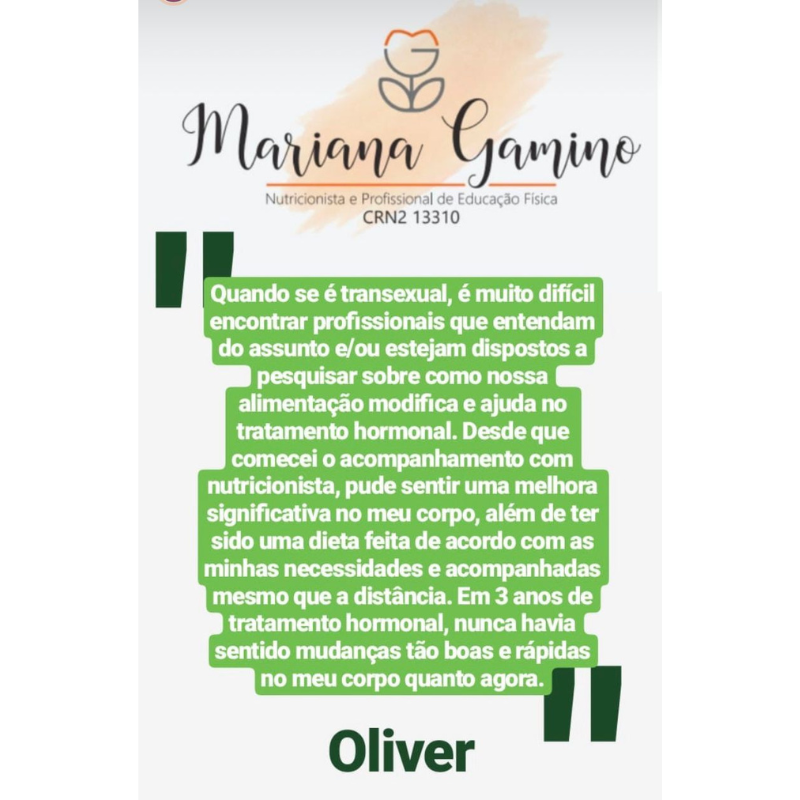 Mariana Gamino
Nutricionista e Profissional de Educação Física
CRN2 13310
"Quando se é transexual, é muito difícil
encontrar profissionais que entendam
do assunto e/ou estejam dispostos a
pesquisar sobre como nossa
alimentação modifica e ajuda no
tratamento hormonal. Desde que
comecei o acompanhamento com
nutricionista, pude sentir uma melhora
significativa no meu corpo, além de ter
sido uma dieta feita de acordo com as
minhas necessidades e acompanhadas
mesmo que a distância. Em 3 anos de
tratamento hormonal, nunca havia
sentido mudanças tão boas e rápidas
no meu corpo quanto agora."
Oliver